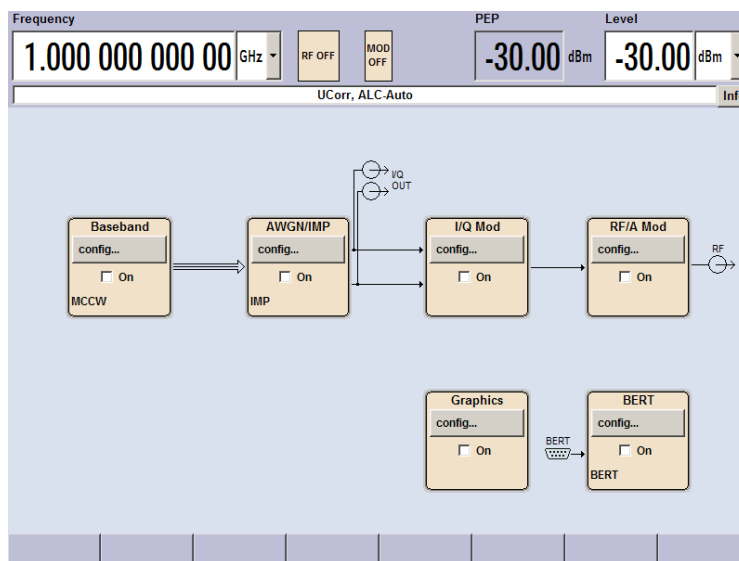 Frequency PEP Level
1.000 000 000 00 GHz RF OFF MOD OFF -30.00 dBm -30.00 dBm
UCorr, ALC-Auto Inf
I/Q
OUT
Baseband AWGN/IMP I/Q Mod RF/A Mod
config... config... config... config... RF
On On On On
MCCW IMP
Graphics BERT
config... config...
BERT
On On
BERT